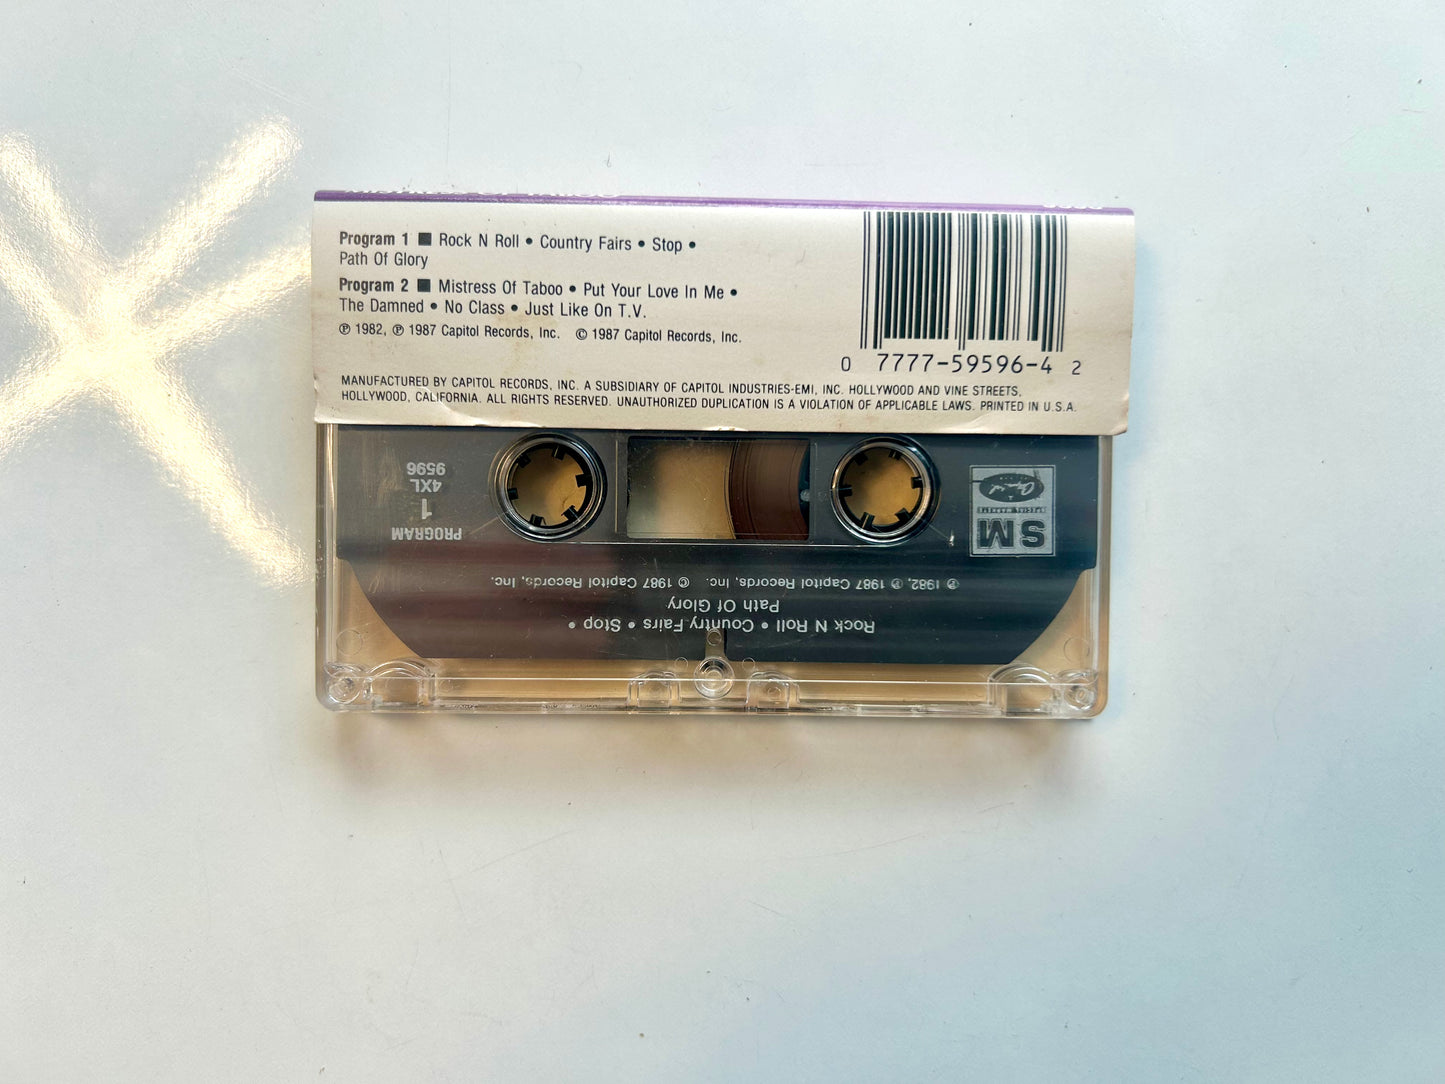 Program 1 ■ Rock N Roll • Country Fairs • Stop •
Path Of Glory
Program 2 ■ Mistress Of Taboo • Put Your Love In Me •
The Damned • No Class • Just Like On T.V.
℗ 1982, ℗ 1987 Capitol Records, Inc. © 1987 Capitol Records, Inc.
0 7777-59596-4 2
MANUFACTURED BY CAPITOL RECORDS, INC. A SUBSIDIARY OF CAPITOL INDUSTRIES-EMI, INC. HOLLYWOOD AND VINE STREETS,
HOLLYWOOD, CALIFORNIA. ALL RIGHTS RESERVED. UNAUTHORIZED DUPLICATION IS A VIOLATION OF APPLICABLE LAWS. PRINTED IN U.S.A.
Rock N Roll • Country Fairs • Stop •
Path Of Glory
℗ 1982, ℗ 1987 Capitol Records, Inc. © 1987 Capitol Records, Inc.
SM
SPECIAL MARKETS
Capitol
PROGRAM
1
4XL
9596